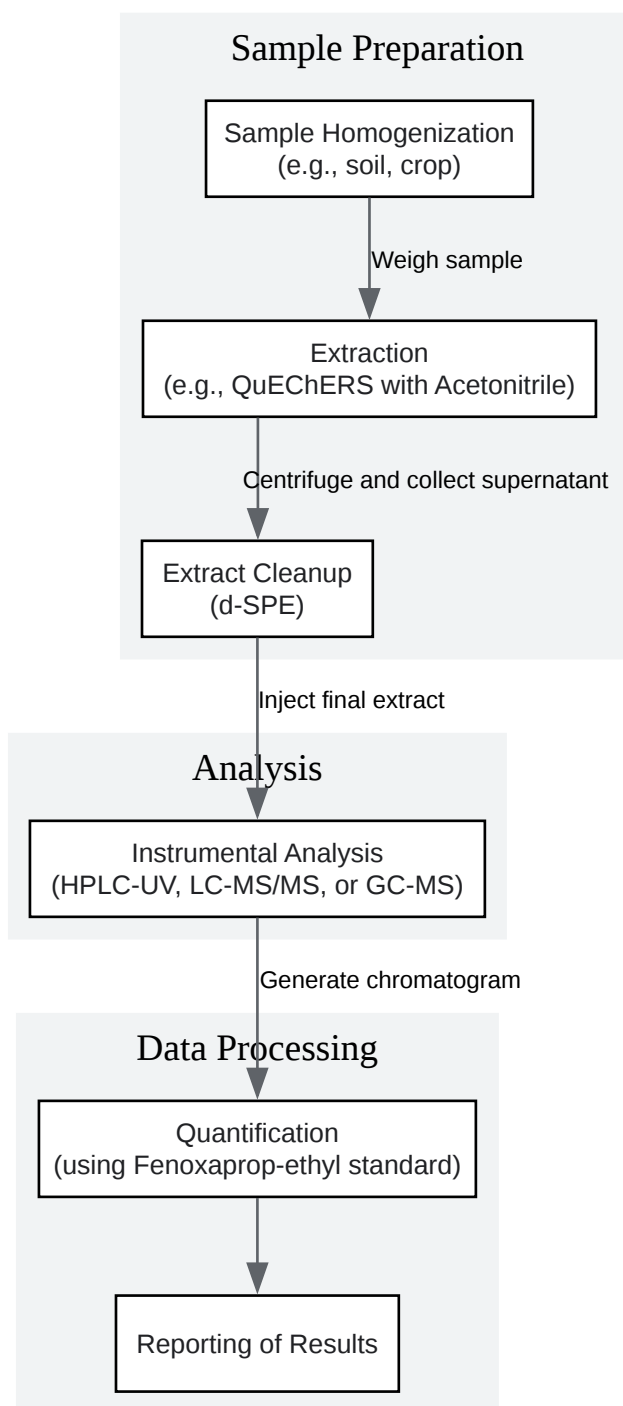 Sample Preparation
Sample Homogenization
(e.g., soil, crop)
Weigh sample
Extraction
(e.g., QuEChERS with Acetonitrile)
Centrifuge and collect supernatant
Extract Cleanup
(d-SPE)
Inject final extract
Analysis
Instrumental Analysis
(HPLC-UV, LC-MS/MS, or GC-MS)
Generate chromatogram
Data Processing
Quantification
(using Fenoxaprop-ethyl standard)
Reporting of Results